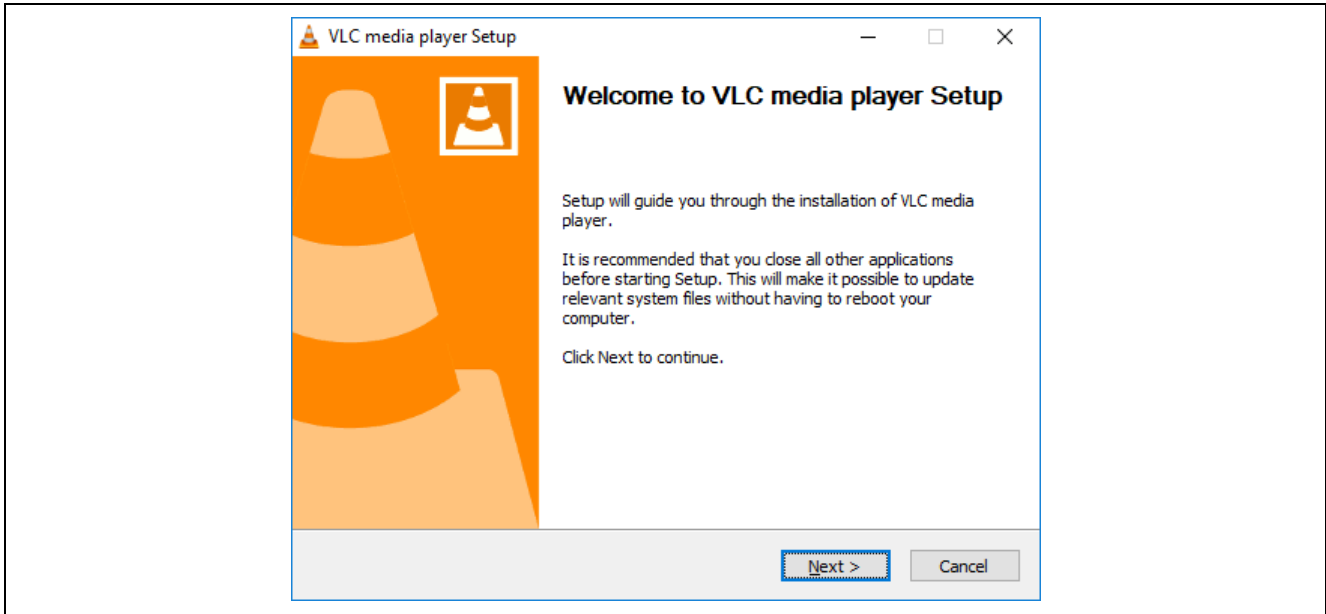 VLC media player Setup
Welcome to VLC media player Setup
Setup will guide you through the installation of VLC media
player.
It is recommended that you close all other applications
before starting Setup. This will make it possible to update
relevant system files without having to reboot your
computer.
Click Next to continue.
Next >
Cancel